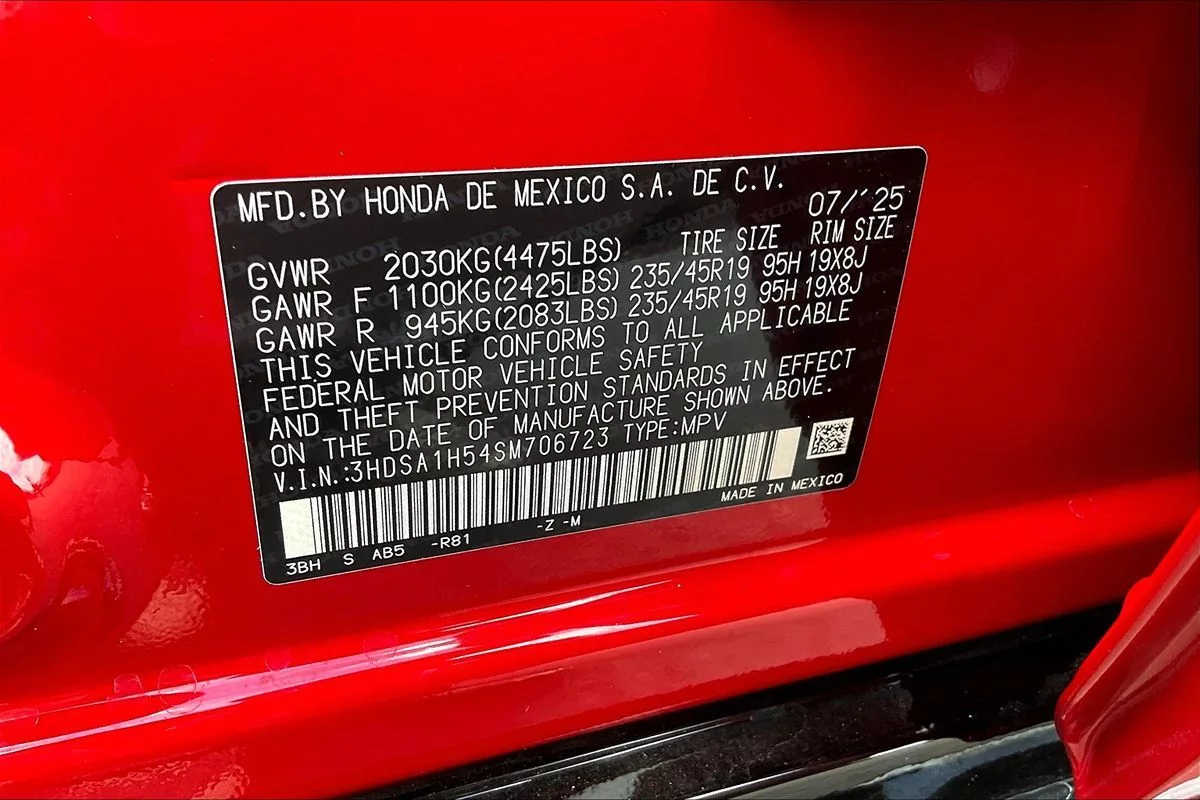 MFD.BY HONDA DE MEXICO S.A. DE C.V.
07/'25
TIRE SIZE RIM SIZE
GVWR 2030KG(4475LBS)
GAWR F 1100KG(2425LBS) 235/45R19 95H 19X8J
GAWR R 945KG(2083LBS) 235/45R19 95H 19X8J
THIS VEHICLE CONFORMS TO ALL APPLICABLE
FEDERAL MOTOR VEHICLE SAFETY
AND THEFT PREVENTION STANDARDS IN EFFECT
ON THE DATE OF MANUFACTURE SHOWN ABOVE.
V.I.N.:3HDSA1H54SM706723 TYPE:MPV
MADE IN MEXICO
3BH S AB5 -R81 -Z -M